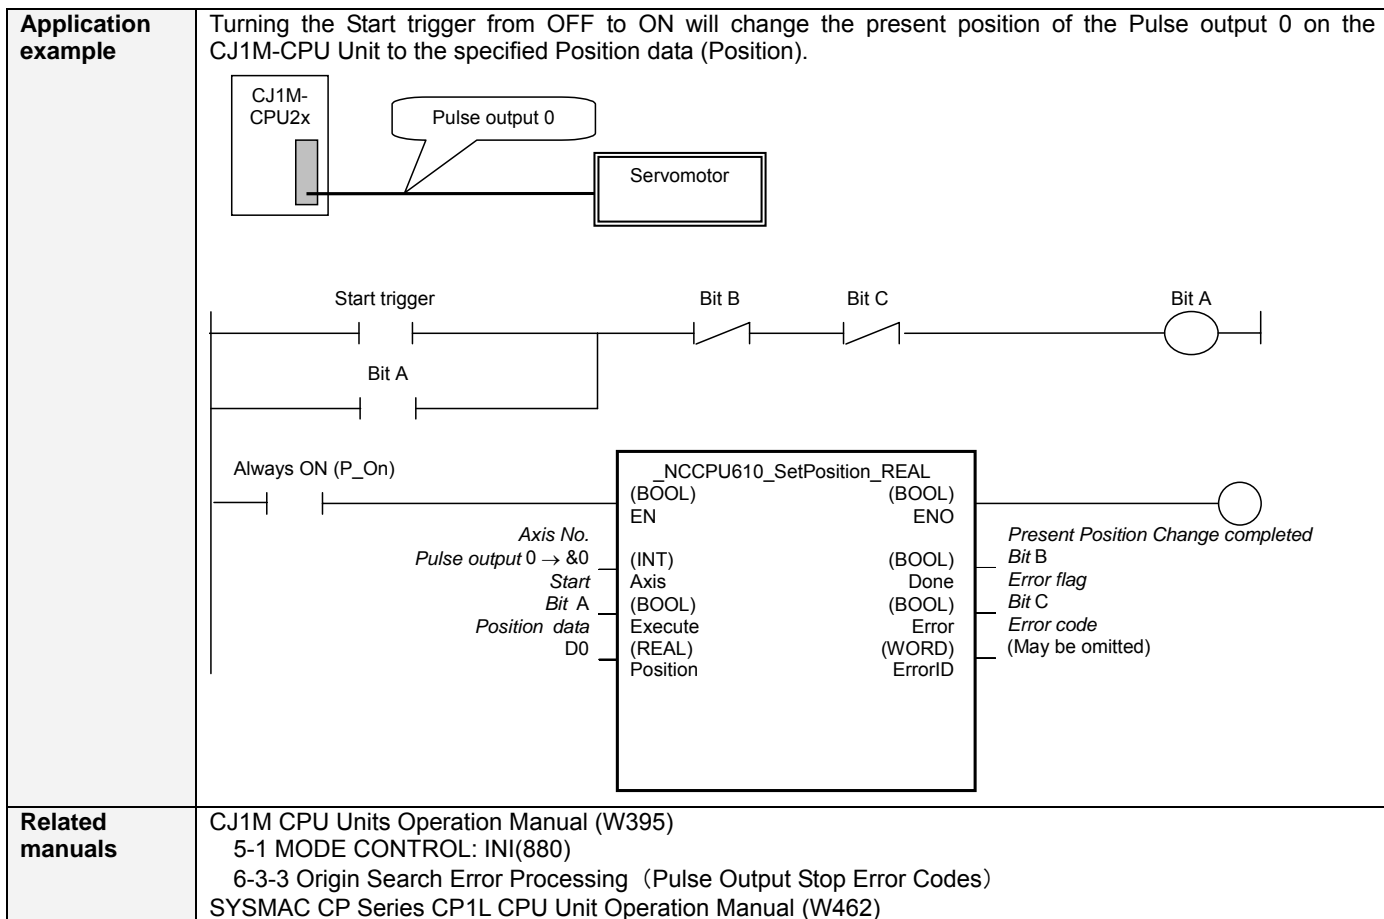 Application example
Turning the Start trigger from OFF to ON will change the present position of the Pulse output 0 on the
CJ1M-CPU Unit to the specified Position data (Position).
CJ1M-
CPU2x
Pulse output 0
Servomotor
Start trigger
Bit B
Bit C
Bit A
Bit A
Always ON (P_On)
_NCCPU610_SetPosition_REAL
(BOOL) (BOOL)
EN ENO
Axis No.
Pulse output 0 → &0
Start
Bit A
Position data
D0
(INT) (BOOL)
Axis Done
(BOOL) (BOOL)
Execute Error
(REAL) (WORD)
Position ErrorID
Present Position Change completed
Bit B
Error flag
Bit C
Error code
(May be omitted)
Related manuals
CJ1M CPU Units Operation Manual (W395)
5-1 MODE CONTROL: INI(880)
6-3-3 Origin Search Error Processing（Pulse Output Stop Error Codes）
SYSMAC CP Series CP1L CPU Unit Operation Manual (W462)